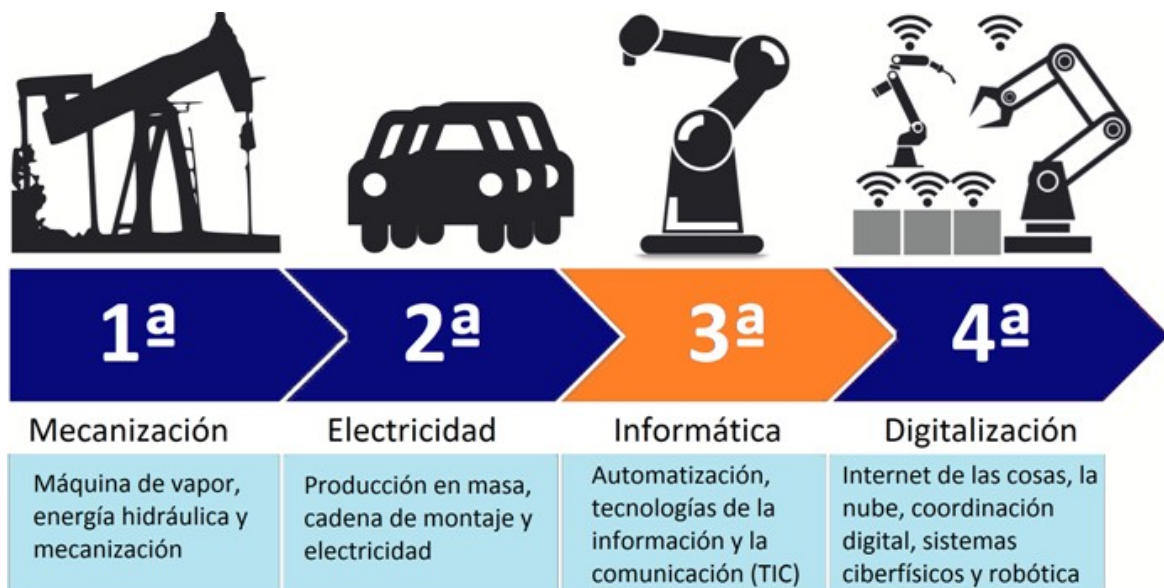 1ª
2ª
3ª
4ª
Mecanización
Electricidad
Informática
Digitalización
Máquina de vapor,
energía hidráulica y
mecanización
Producción en masa,
cadena de montaje y
electricidad
Automatización,
tecnologías de la
información y la
comunicación (TIC)
Internet de las cosas, la
nube, coordinación
digital, sistemas
ciberfísicos y robótica